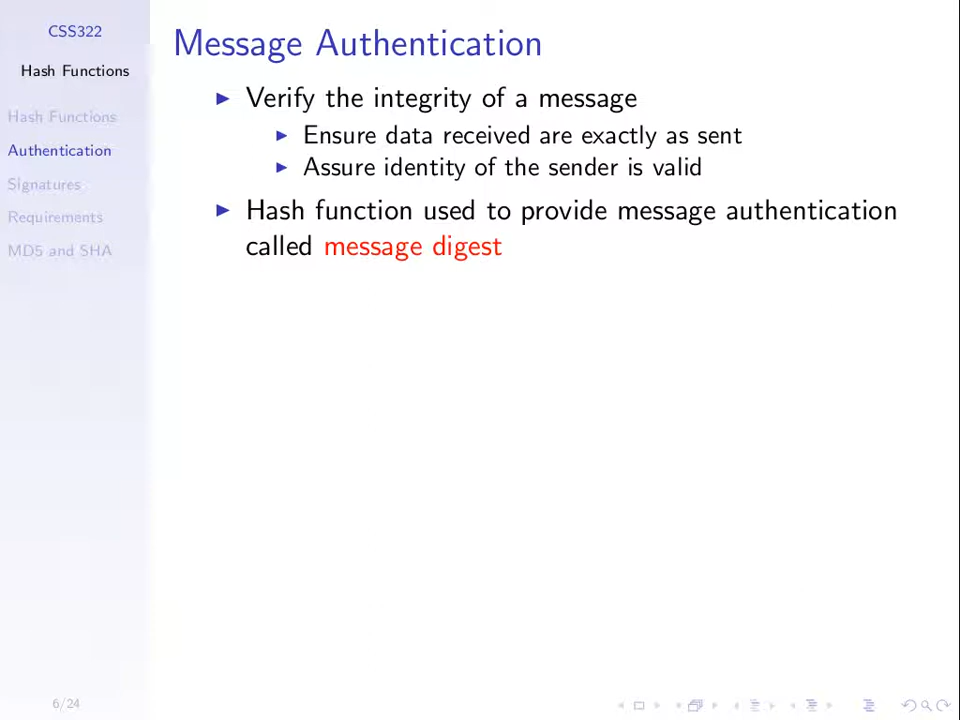 CSS322
Hash Functions
Hash Functions
Authentication
Signatures
Requirements
MD5 and SHA
6/24
Message Authentication
Verify the integrity of a message
Ensure data received are exactly as sent
Assure identity of the sender is valid
Hash function used to provide message authentication
called message digest